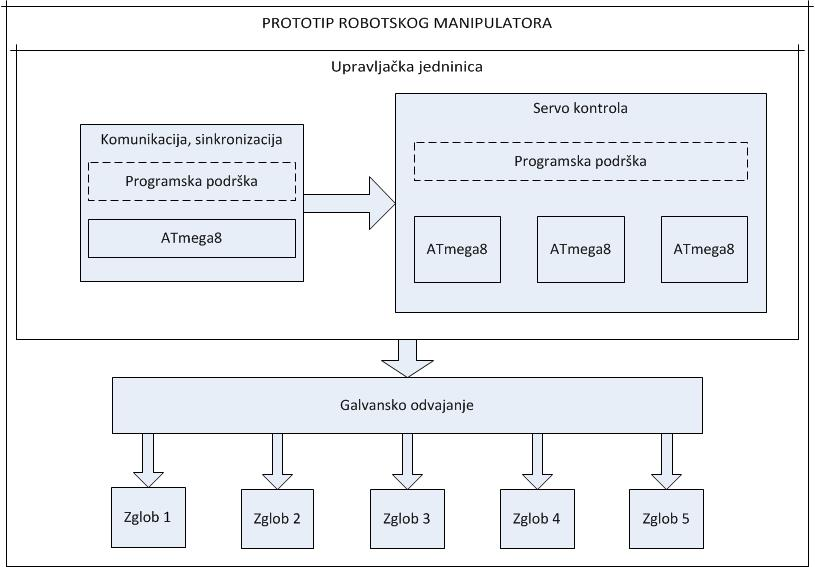 PROTOTIP ROBOTSKOG MANIPULATORA
Upravljačka jedninica
Komunikacija, sinkronizacija
Programska podrška
ATmega8
Servo kontrola
Programska podrška
ATmega8
ATmega8
ATmega8
Galvansko odvajanje
Zglob 1
Zglob 2
Zglob 3
Zglob 4
Zglob 5